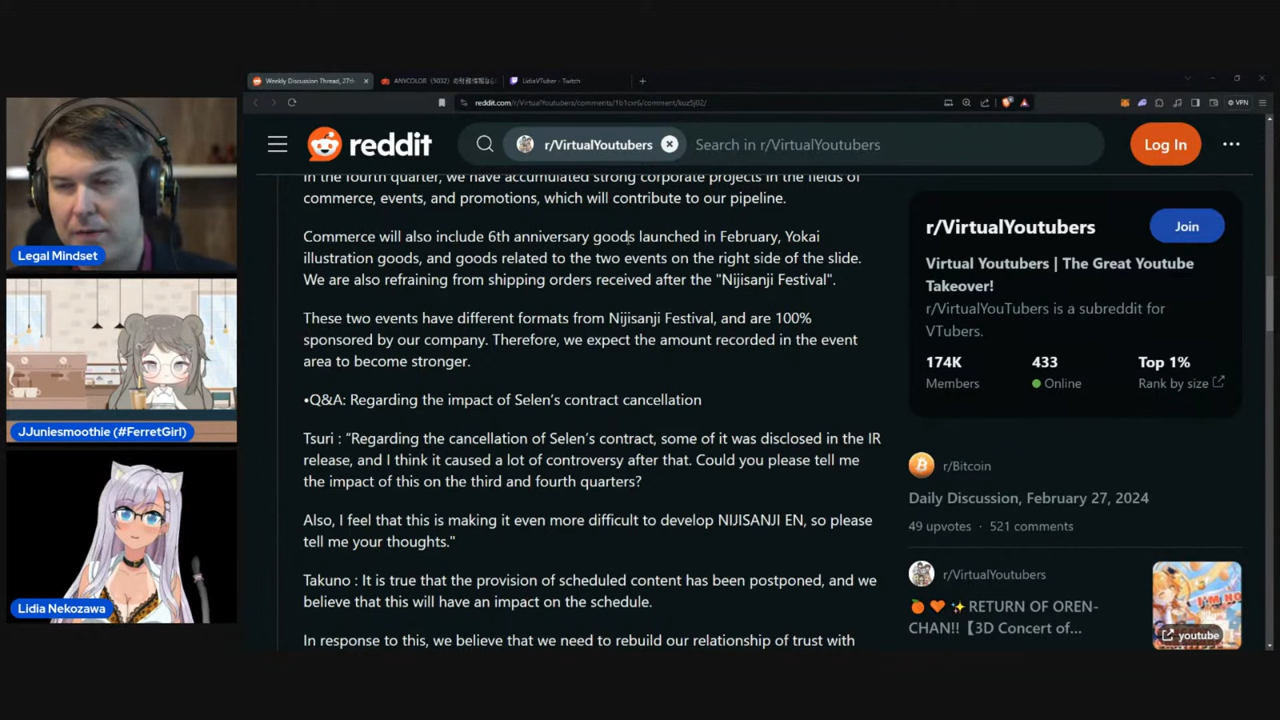 Weekly Discussion Thread, 27th
ANYCOLOR (5032)
LidiaVTuber - Twitch
reddit.com/r/VirtualYoutubers/comments/1b1cxr6/comment/kuz5j02/
VPN
reddit
r/VirtualYoutubers
Search in r/VirtualYoutubers
Log In
In the fourth quarter, we have accumulated strong corporate projects in the fields of
commerce, events, and promotions, which will contribute to our pipeline.
Commerce will also include 6th anniversary goods launched in February, Yokai
illustration goods, and goods related to the two events on the right side of the slide.
We are also refraining from shipping orders received after the "Nijisanji Festival".
These two events have different formats from Nijisanji Festival, and are 100%
sponsored by our company. Therefore, we expect the amount recorded in the event
area to become stronger.
•Q&A: Regarding the impact of Selen's contract cancellation
Tsuri : "Regarding the cancellation of Selen's contract, some of it was disclosed in the IR
release, and I think it caused a lot of controversy after that. Could you please tell me
the impact of this on the third and fourth quarters?
Also, I feel that this is making it even more difficult to develop NIJISANJI EN, so please
tell me your thoughts."
Takuno : It is true that the provision of scheduled content has been postponed, and we
believe that this will have an impact on the schedule.
In response to this, we believe that we need to rebuild our relationship of trust with
r/VirtualYoutubers
Join
Virtual Youtubers | The Great Youtube
Takeover!
r/VirtualYouTubers is a subreddit for
VTubers.
174K
433
Top 1%
Members
Online
Rank by size
r/Bitcoin
Daily Discussion, February 27, 2024
49 upvotes · 521 comments
r/VirtualYoutubers
RETURN OF OREN-
CHAN!!【3D Concert of...
I'M HO
youtube
Legal Mindset
JJuniesmoothie (#FerretGirl)
Lidia Nekozawa